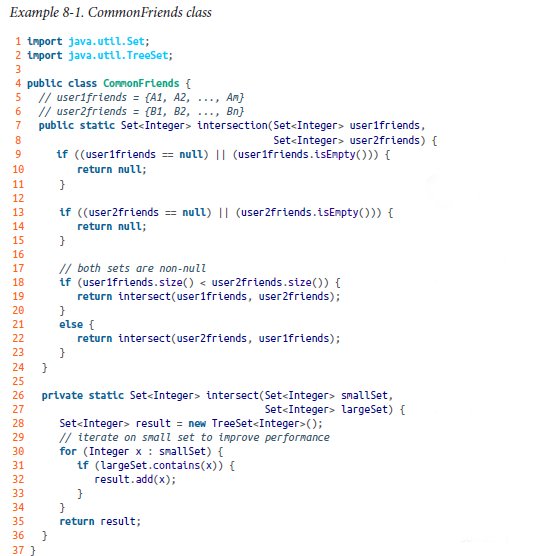 Example 8-1. CommonFriends class
1 import java.util.Set;
2 import java.util.TreeSet;
3
4 public class CommonFriends {
5 // user1friends = {A1, A2, ..., Am}
6 // user2friends = {B1, B2, ..., Bn}
7 public static Set<Integer> intersection(Set<Integer> user1friends,
8 Set<Integer> user2friends) {
9 if ((user1friends == null) || (user1friends.isEmpty())) {
10 return null;
11 }
12
13 if ((user2friends == null) || (user2friends.isEmpty())) {
14 return null;
15 }
16
17 // both sets are non-null
18 if (user1friends.size() < user2friends.size()) {
19 return intersect(user1friends, user2friends);
20 }
21 else {
22 return intersect(user2friends, user1friends);
23 }
24 }
25
26 private static Set<Integer> intersect(Set<Integer> smallSet,
27 Set<Integer> largeSet) {
28 Set<Integer> result = new TreeSet<Integer>();
29 // iterate on small set to improve performance
30 for (Integer x : smallSet) {
31 if (largeSet.contains(x)) {
32 result.add(x);
33 }
34 }
35 return result;
36 }
37 }